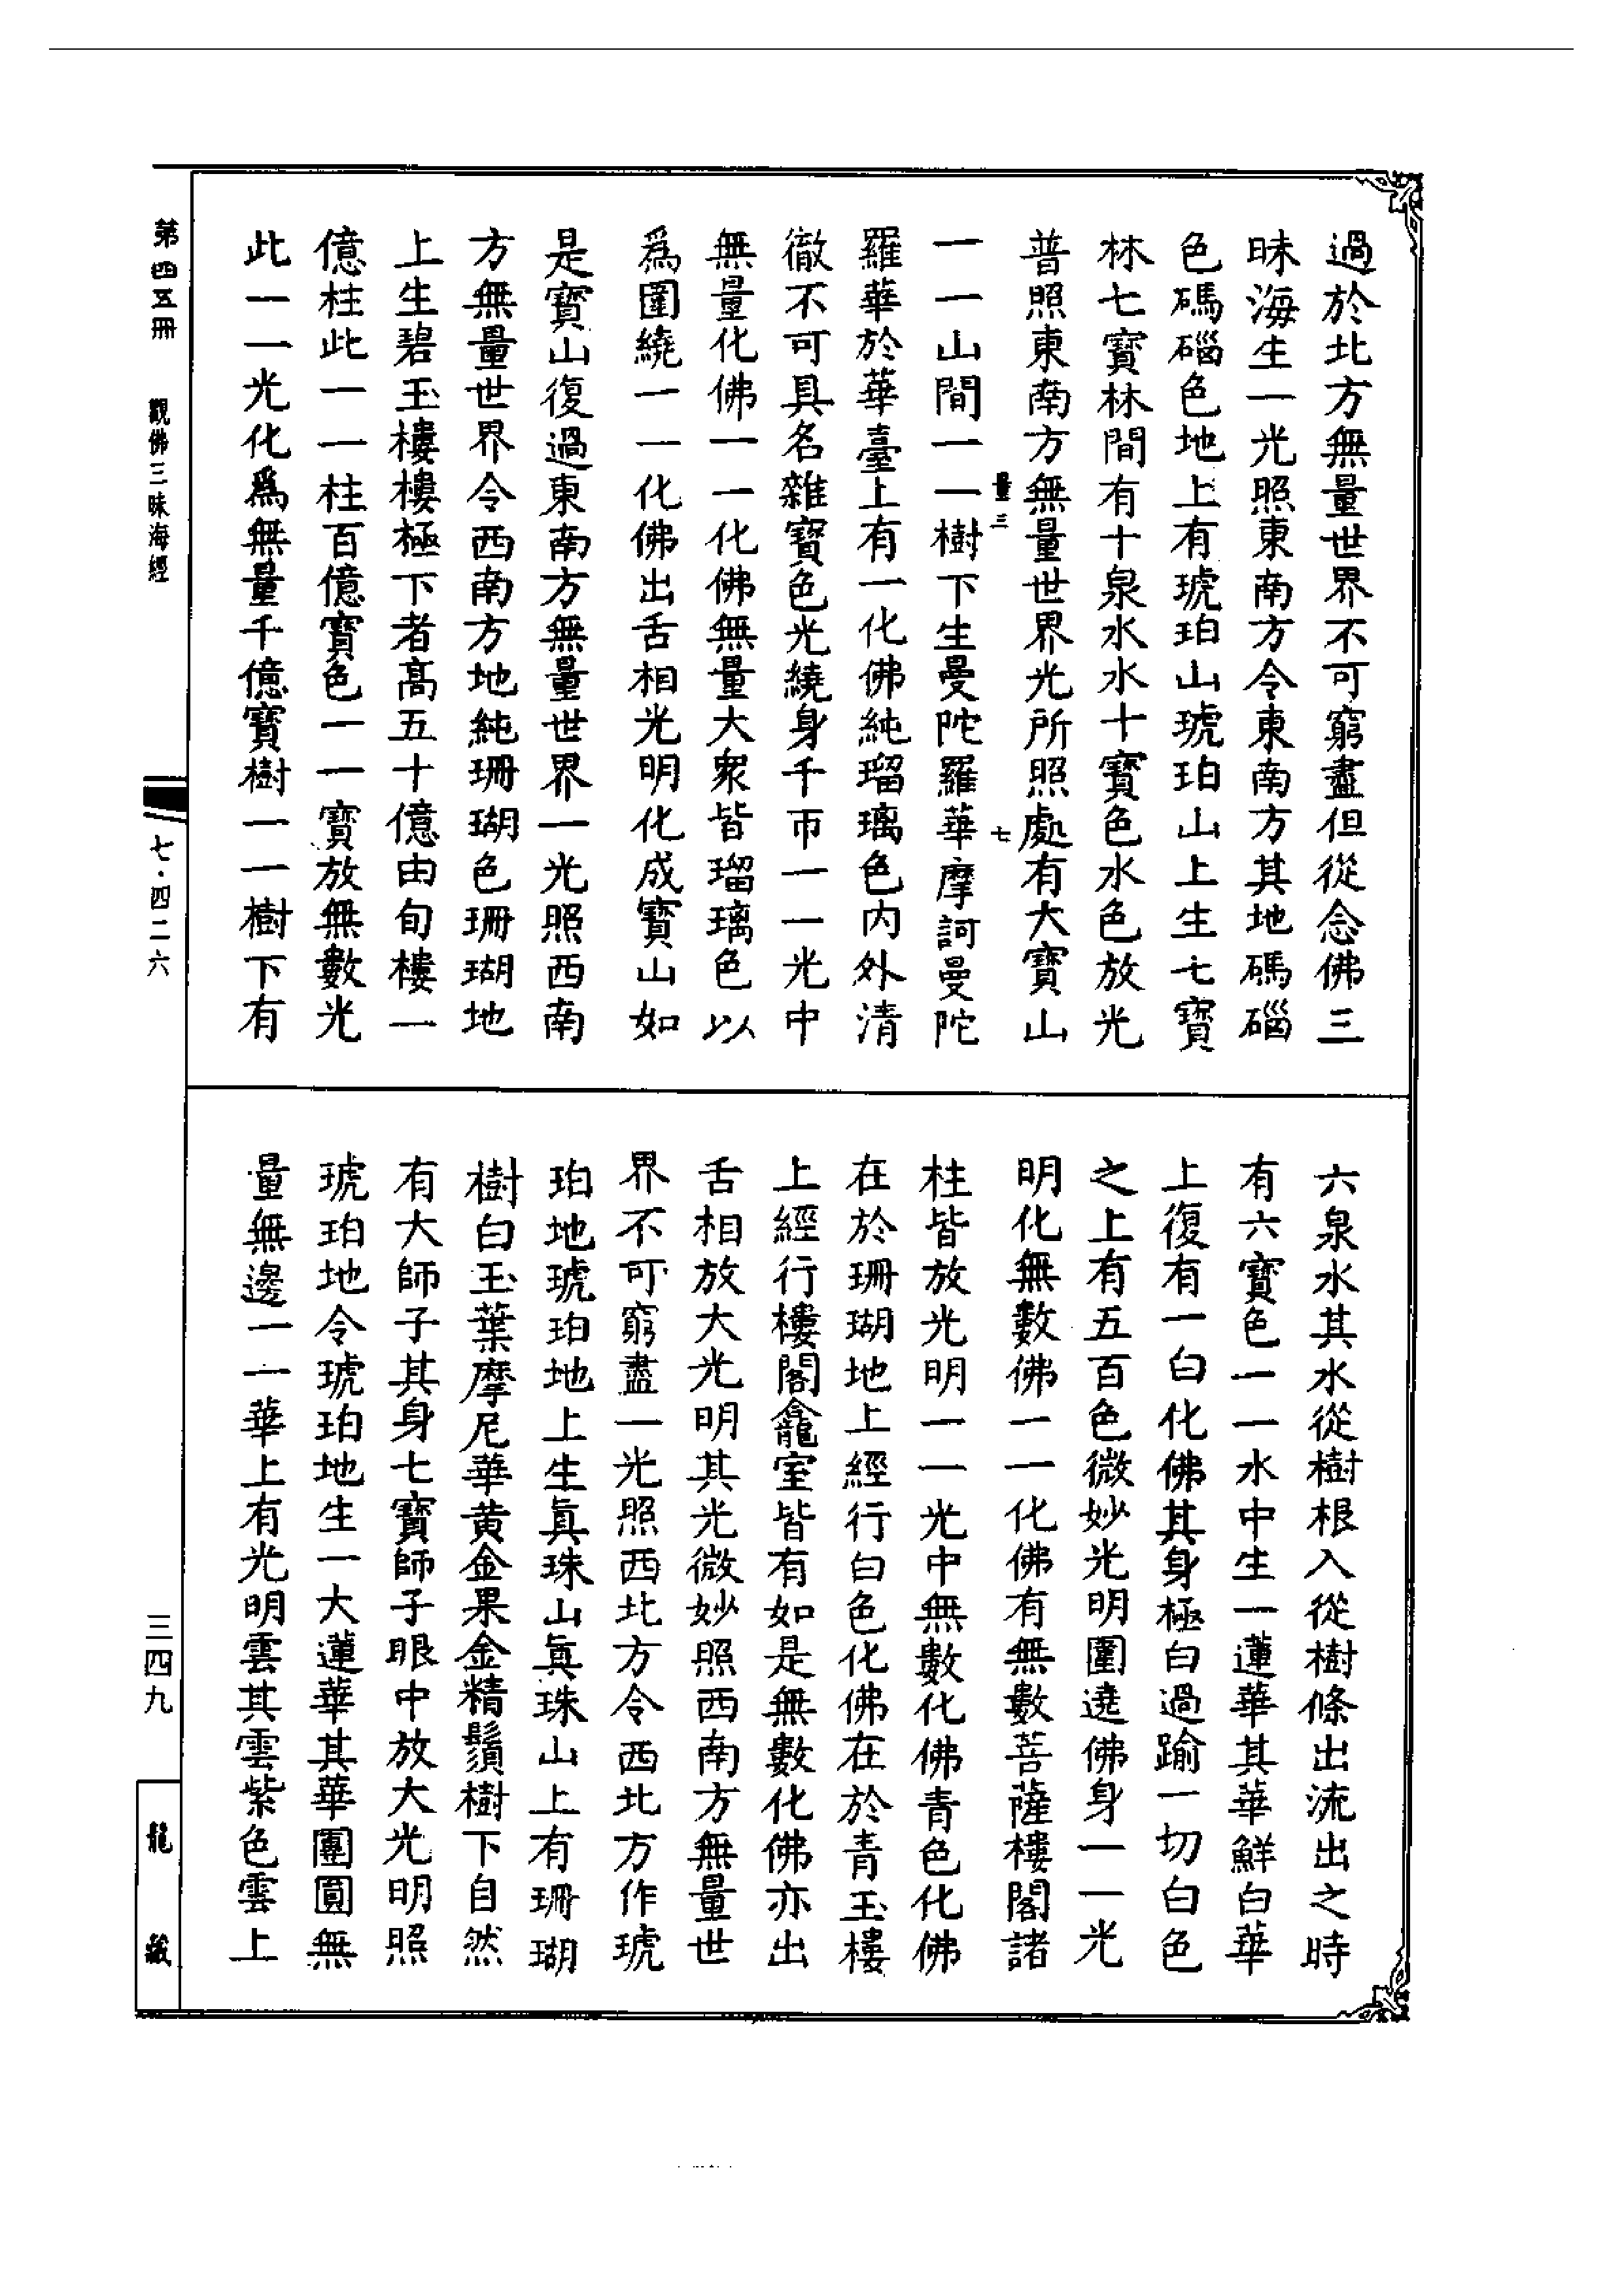 過於北方無量世界不可窮盡但從念佛三
昧海生一光照東南方令東南方其地碼碯
色碼碯色地上有琥珀山琥珀山上生七寶
林七寶林間有十泉水水十寶色水色放光
普照東南方無量世界光所照處有大寶山
量三 七
一一山間一一樹下生曼陀羅華摩訶曼陀
羅華於華臺上有一化佛純瑠璃色內外清
徹不可具名雜寶色光繞身千帀一一光中
無量化佛一一化佛無量大衆皆瑠璃色以
爲圍繞一一化佛出舌相光明化成寶山如
是寶山復過東南方無量世界一光照西南
方無量世界令西南方地純珊瑚色珊瑚地
上生碧玉樓樓極下者高五十億由旬樓一
億柱此一一柱百億寶色一一寶放無數光
此一一光化爲無量千億寶樹一一樹下有
六泉水其水從樹根入從樹條出流出之時
有六寶色一一水中生一蓮華其華鮮白華
上復有一白化佛其身極白過踰一切白色
之上有五百色微妙光明圍遶佛身一一光
明化無數佛一一化佛有無數菩薩樓閣諸
柱皆放光明一一光中無數化佛青色化佛
在於珊瑚地上經行白色化佛在於青玉樓
上經行樓閣龕室皆有如是無數化佛亦出
舌相放大光明其光微妙照西南方無量世
界不可窮盡一光照西北方令西北方作琥
珀地琥珀地上生眞珠山眞珠山上有珊瑚
樹白玉葉摩尼華黄金果金精鬚樹下自然
有大師子其身七寶師子眼中放大光明照
琥珀地令琥珀地生一大蓮華其華團圓無
量無邊一一華上有光明雲其雲紫色雲上
第四五冊 觀佛三昧海經 七·四二六 三四九 龍藏